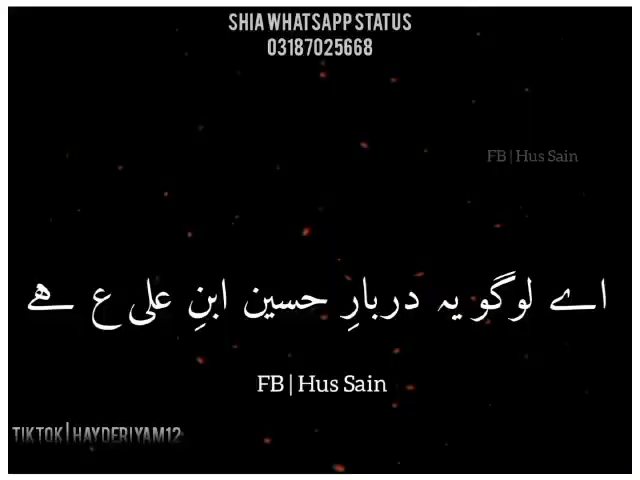 SHIA WHATSAPP STATUS
03187025668
FB | Hus Sain
اے لوگو یہ دربارِ حسین ابنِ علی ع ہے
FB | Hus Sain
TIKTOK | HAYDERIYAM12